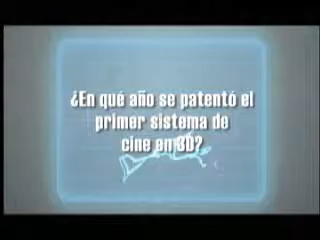 ¿En qué año se patentó el
primer sistema de
cine en 3D?